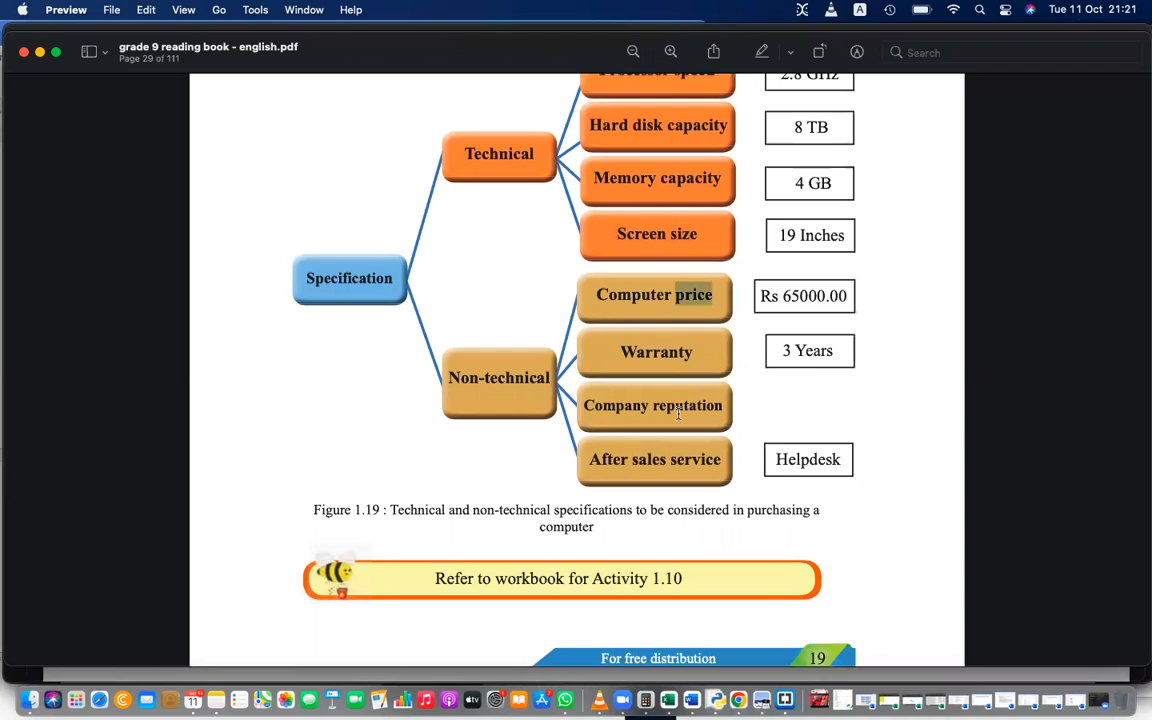 Preview File Edit View Go Tools Window Help A Tue 11 Oct 21:21
grade 9 reading book - english.pdf
Page 29 of 111
Search
Processor speed 2.8 GHz
Hard disk capacity 8 TB
Technical
Memory capacity 4 GB
Screen size 19 Inches
Specification
Computer price Rs 65000.00
Warranty 3 Years
Non-technical
Company reputation
After sales service Helpdesk
Figure 1.19 : Technical and non-technical specifications to be considered in purchasing a
computer
Refer to workbook for Activity 1.10
For free distribution 19